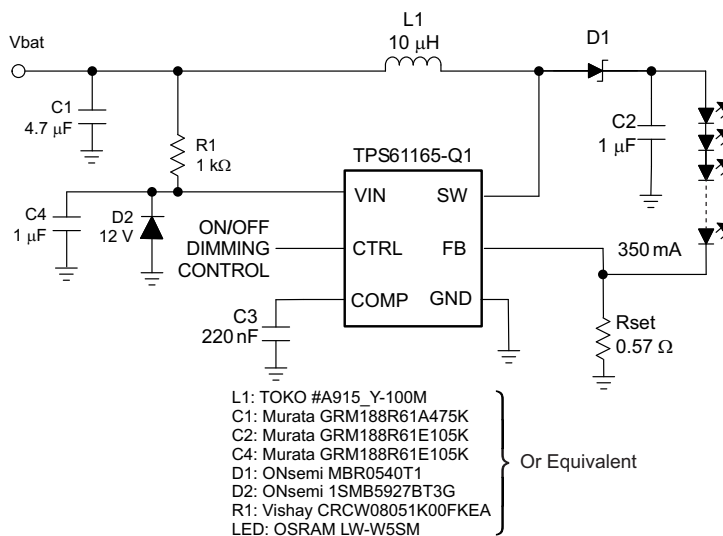 L1
10 μH
D1
Vbat
C1
4.7 μF
R1
1 kΩ
C2
1 μF
TPS61165-Q1
VIN SW
C4
1 μF
D2
12 V
ON/OFF
DIMMING
CONTROL
CTRL FB
350 mA
COMP GND
C3
220 nF
Rset
0.57 Ω
L1: TOKO #A915_Y-100M
C1: Murata GRM188R61A475K
C2: Murata GRM188R61E105K
C4: Murata GRM188R61E105K
D1: ONsemi MBR0540T1
D2: ONsemi 1SMB5927BT3G
R1: Vishay CRCW08051K00FKEA
LED: OSRAM LW-W5SM
Or Equivalent